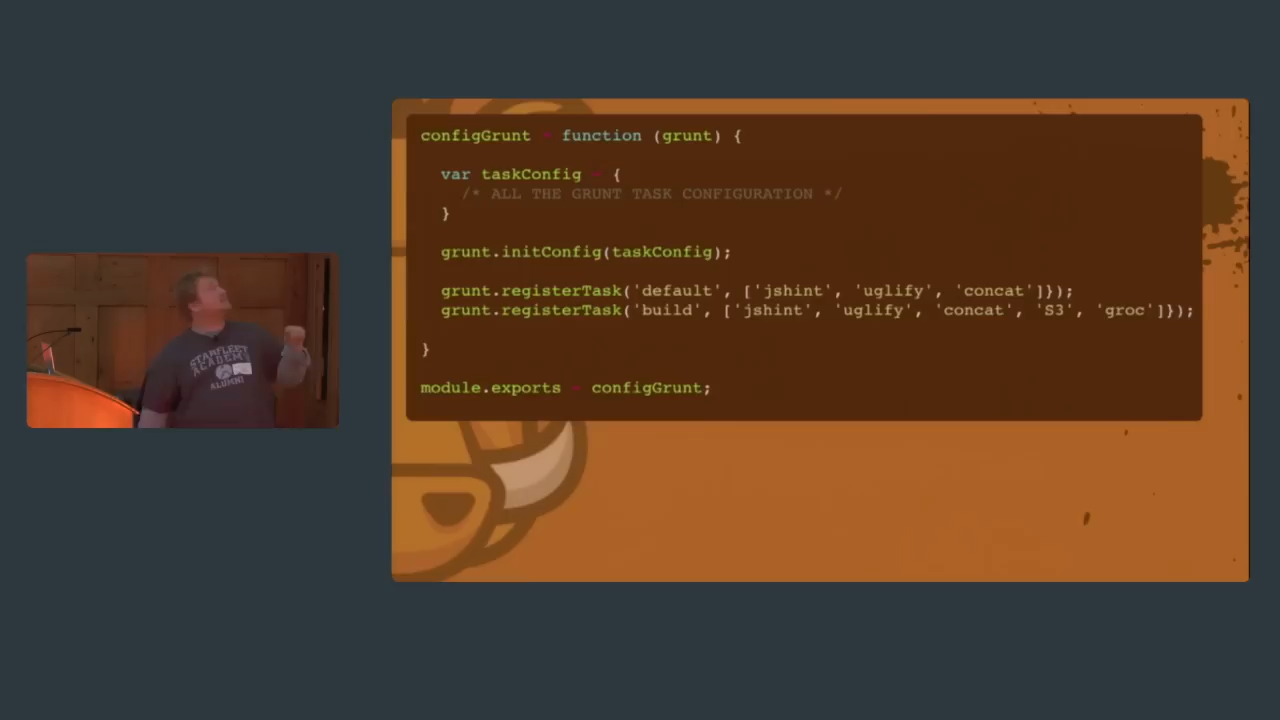 configGrunt = function (grunt) {
var taskConfig = {
/* ALL THE GRUNT TASK CONFIGURATION */
}
grunt.initConfig(taskConfig);
grunt.registerTask('default', ['jshint', 'uglify', 'concat']});
grunt.registerTask('build', ['jshint', 'uglify', 'concat', 'S3', 'groc']});
}
module.exports = configGrunt;
STARFLEET
ACADEMY
ALUMNI